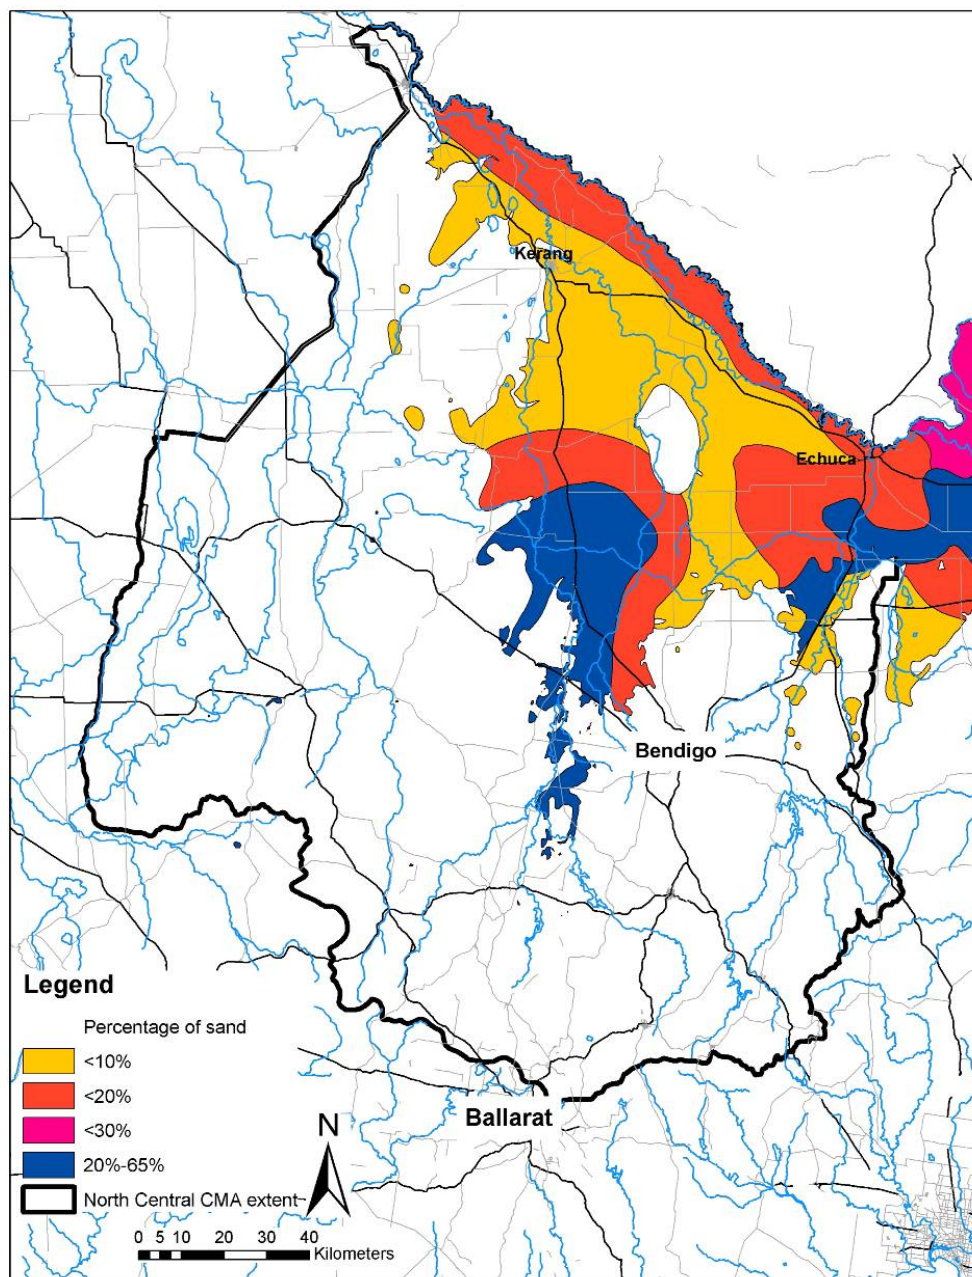 Kerang
Echuca
Bendigo
Legend
Percentage of sand
<10%
<20%
<30%
20%-65%
North Central CMA extent
Ballarat
N
0 5 10 20 30 40
Kilometers